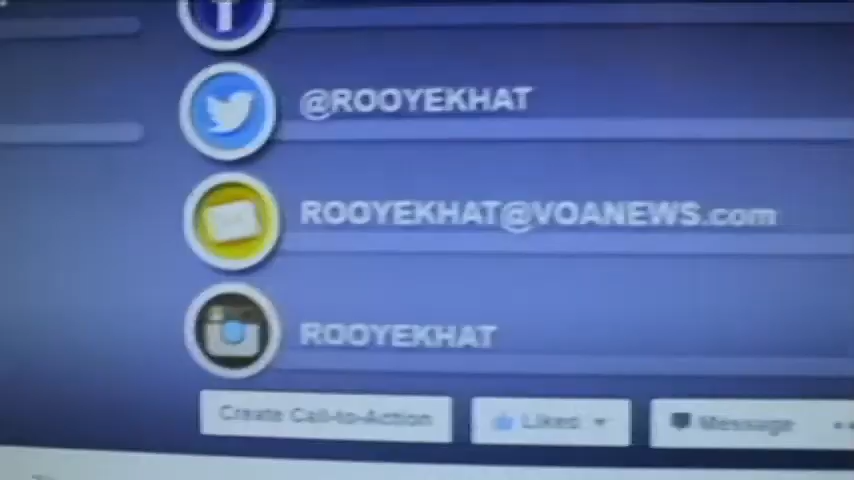 @ROOYEKHAT
ROOYEKHAT@VOANEWS.com
ROOYEKHAT
Create Call-to-Action
Liked
Message